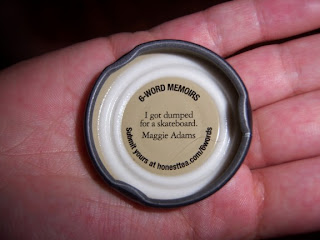 6-WORD MEMOIRS
I got dumped
for a skateboard.
Maggie Adams
Submit yours at honesttea.com/6words